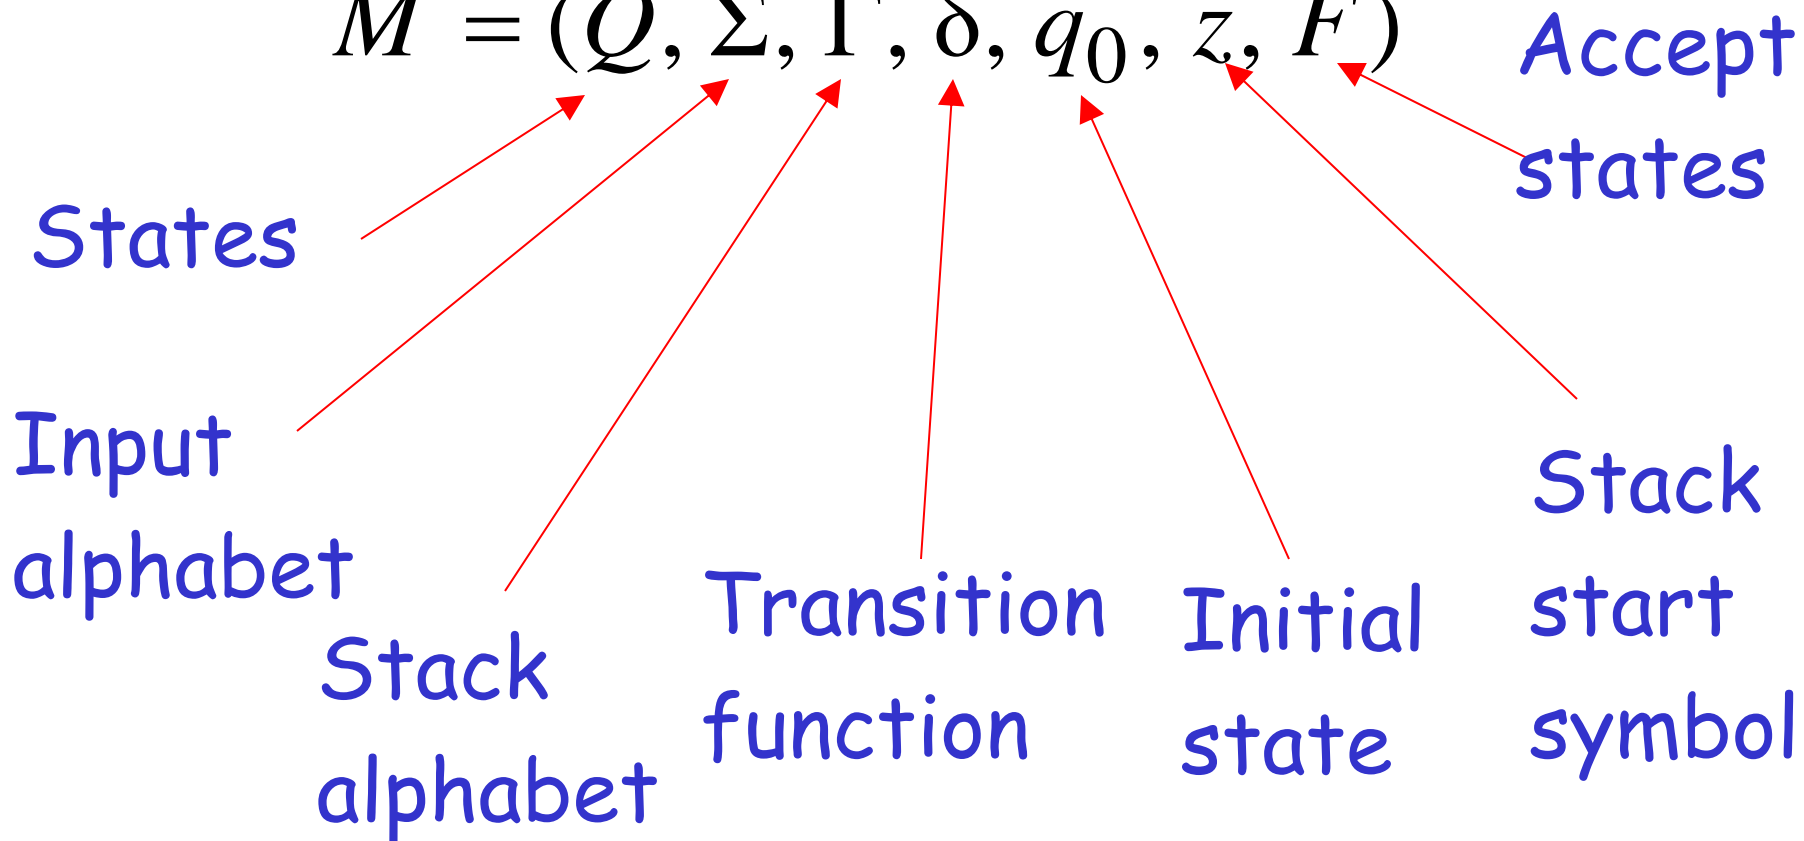 M = (Q, Σ, Γ, δ, q₀, z, F)
Accept
states
States
Input
alphabet
Stack
alphabet
Transition
function
Initial
state
Stack
start
symbol